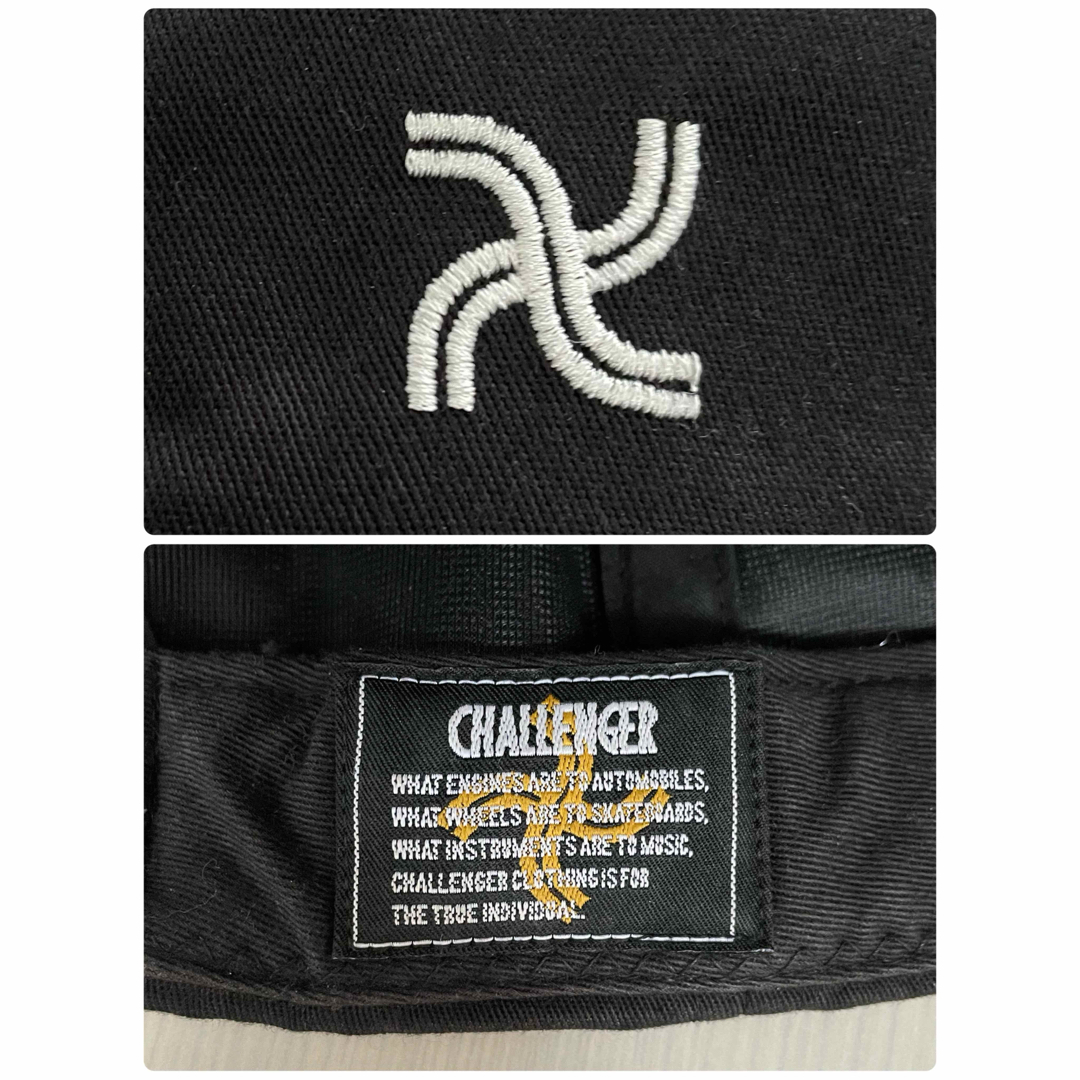 CHALLENGER
WHAT ENGINES ARE TO AUTOMOBILES,
WHAT WHEELS ARE TO SKATEBOARDS,
WHAT INSTRUMENTS ARE TO MUSIC,
CHALLENGER CLOTHING IS FOR
THE TRUE INDIVIDUAL.